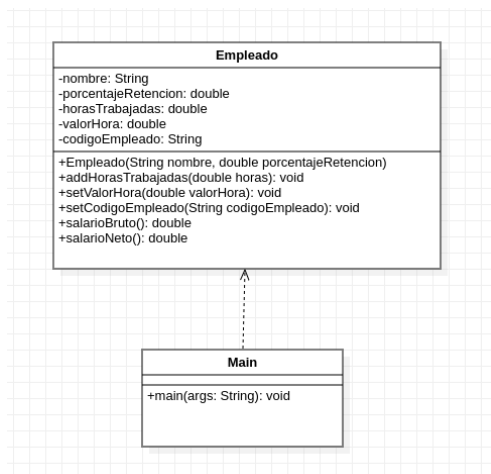 Empleado
-nombre: String
-porcentajeRetencion: double
-horasTrabajadas: double
-valorHora: double
-codigoEmpleado: String
+Empleado(String nombre, double porcentajeRetencion)
+addHorasTrabajadas(double horas): void
+setValorHora(double valorHora): void
+setCodigoEmpleado(String codigoEmpleado): void
+salarioBruto(): double
+salarioNeto(): double
Main
+main(args: String): void